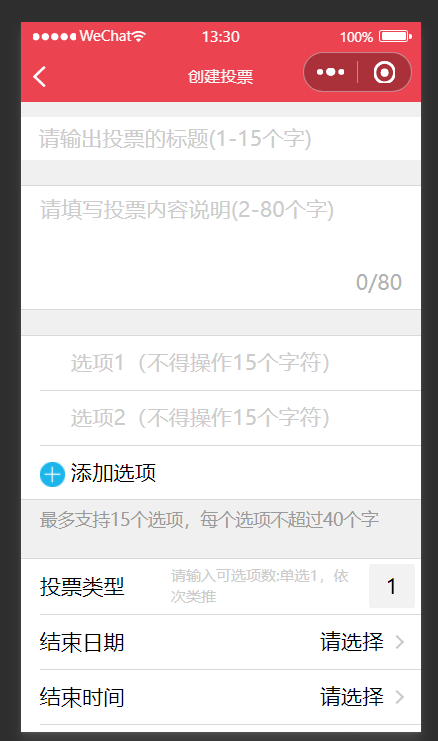 WeChat 13:30 100%
创建投票
请输出投票的标题(1-15个字)
请填写投票内容说明(2-80个字)
0/80
选项1（不得操作15个字符）
选项2（不得操作15个字符）
添加选项
最多支持15个选项，每个选项不超过40个字
投票类型 请输入可选项数:单选1，依
次类推 1
结束日期 请选择
结束时间 请选择